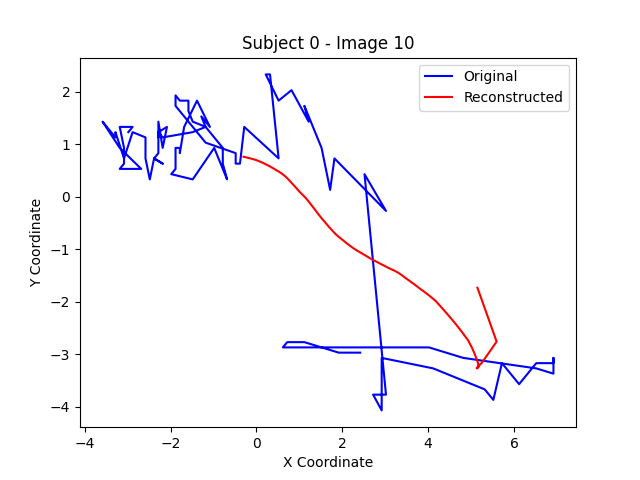 Subject 0 - Image 10
Original
Reconstructed
2
1
0
−1
−2
−3
−4
Y Coordinate
−4 −2 0 2 4 6
X Coordinate